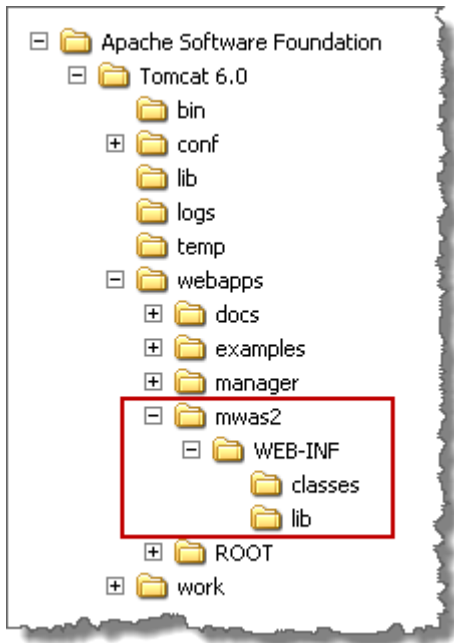 Apache Software Foundation
Tomcat 6.0
bin
conf
lib
logs
temp
webapps
docs
examples
manager
mwas2
WEB-INF
classes
lib
ROOT
work